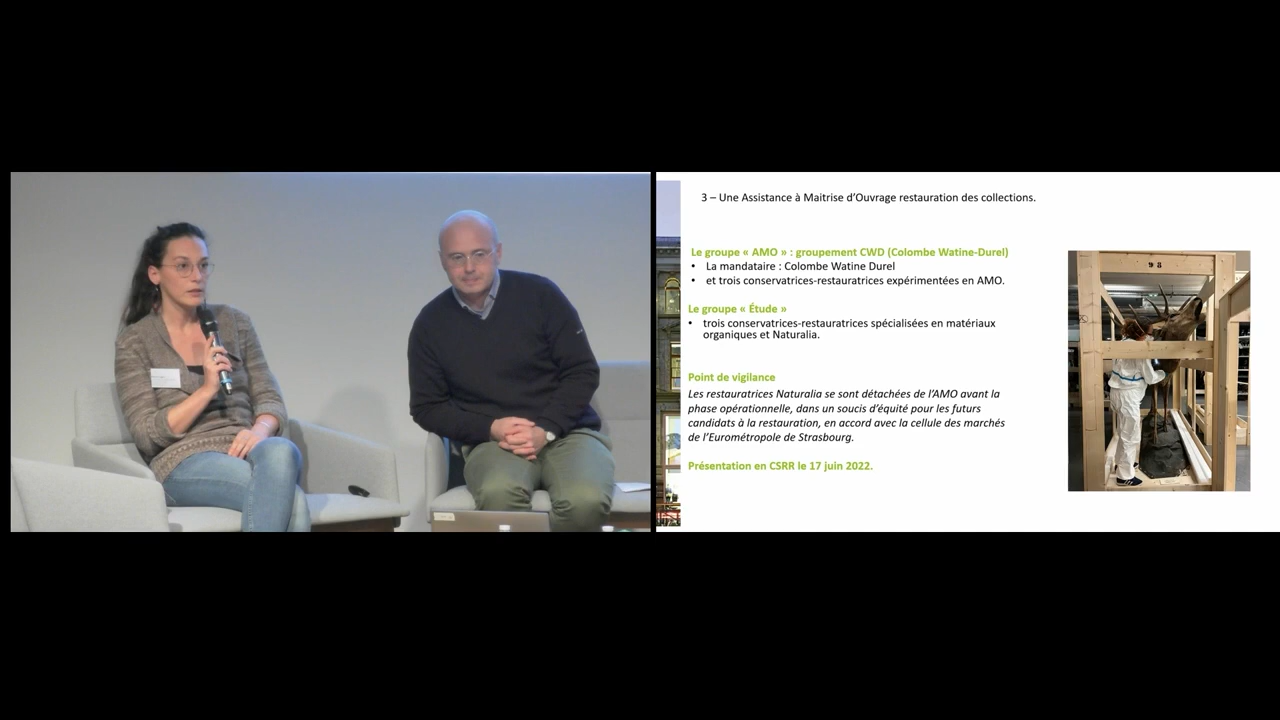 3 – Une Assistance à Maitrise d'Ouvrage restauration des collections.
Le groupe « AMO » : groupement CWD (Colombe Watine-Durel)
• La mandataire : Colombe Watine Durel
• et trois conservatrices-restauratrices expérimentées en AMO.
Le groupe « Étude »
• trois conservatrices-restauratrices spécialisées en matériaux
organiques et Naturalia.
Point de vigilance
Les restauratrices Naturalia se sont détachées de l'AMO avant la
phase opérationnelle, dans un soucis d'équité pour les futurs
candidats à la restauration, en accord avec la cellule des marchés
de l'Eurométropole de Strasbourg.
Présentation en CSRR le 17 juin 2022.
98